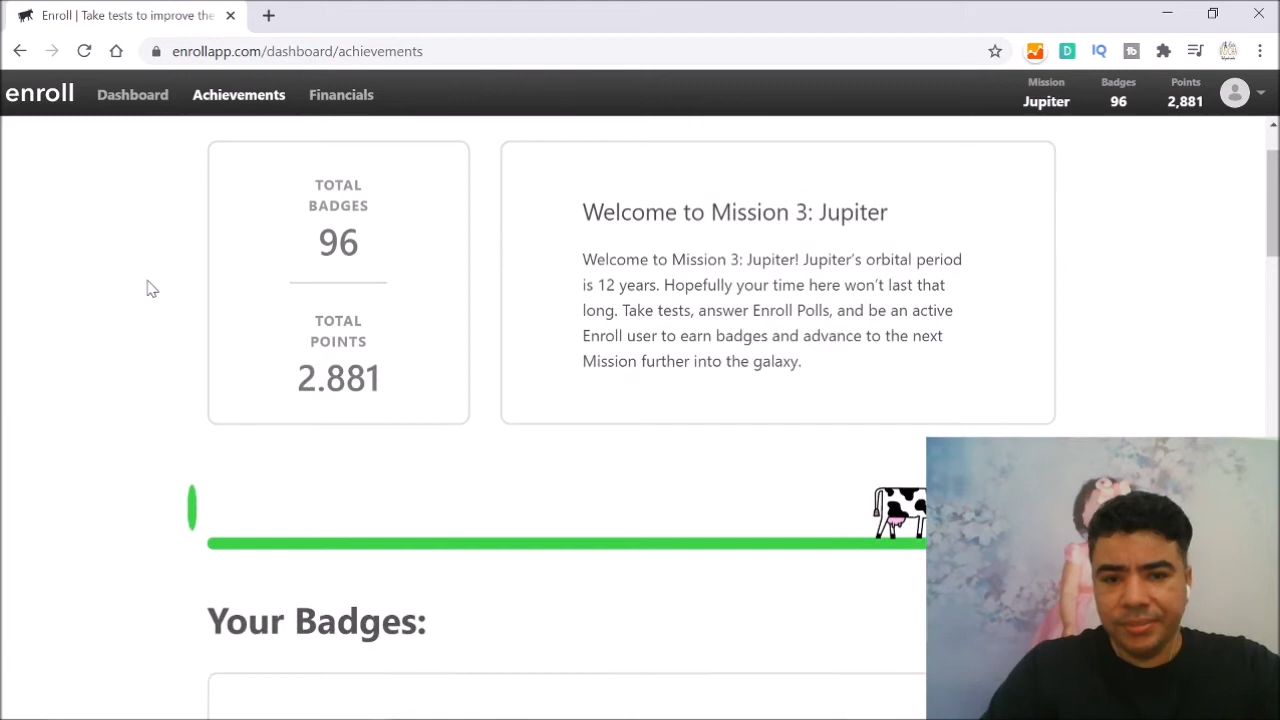 Enroll | Take tests to improve the
enrollapp.com/dashboard/achievements
enroll
Dashboard
Achievements
Financials
Mission
Jupiter
Badges
96
Points
2,881
TOTAL
BADGES
96
TOTAL
POINTS
2.881
Welcome to Mission 3: Jupiter
Welcome to Mission 3: Jupiter! Jupiter’s orbital period
is 12 years. Hopefully your time here won’t last that
long. Take tests, answer Enroll Polls, and be an active
Enroll user to earn badges and advance to the next
Mission further into the galaxy.
Your Badges: